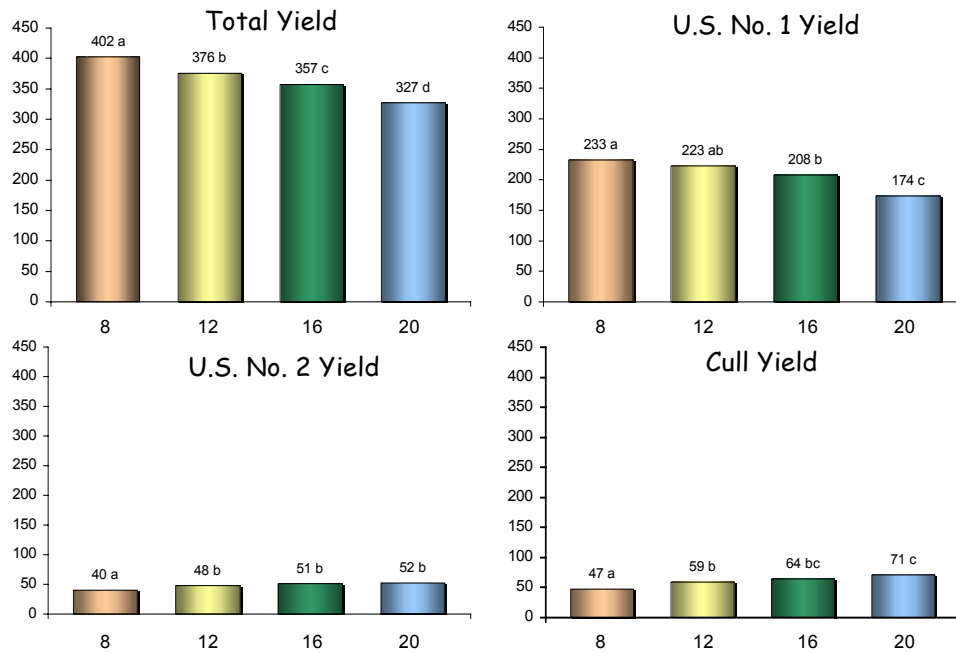 Total Yield
450
400
350
300
250
200
150
100
50
0
402 a
376 b
357 c
327 d
8 12 16 20
U.S. No. 1 Yield
450
400
350
300
250
200
150
100
50
0
233 a
223 ab
208 b
174 c
8 12 16 20
U.S. No. 2 Yield
450
400
350
300
250
200
150
100
50
0
40 a
48 b
51 b
52 b
8 12 16 20
Cull Yield
450
400
350
300
250
200
150
100
50
0
47 a
59 b
64 bc
71 c
8 12 16 20